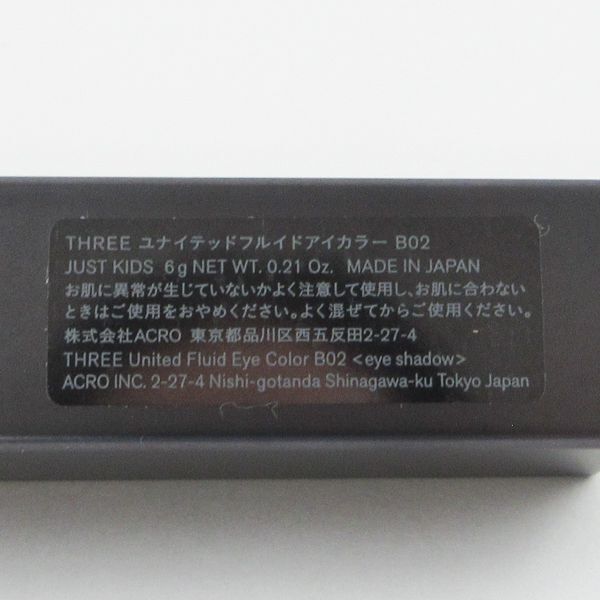 THREE ユナイテッドフルイドアイカラー B02
JUST KIDS 6g NET WT. 0.21 Oz. MADE IN JAPAN
お肌に異常が生じていないかよく注意して使用し、お肌に合わない
ときはご使用をおやめください。よく混ぜてからご使用ください。
株式会社ACRO 東京都品川区西五反田2-27-4
THREE United Fluid Eye Color B02 <eye shadow>
ACRO INC. 2-27-4 Nishi-gotanda Shinagawa-ku Tokyo Japan